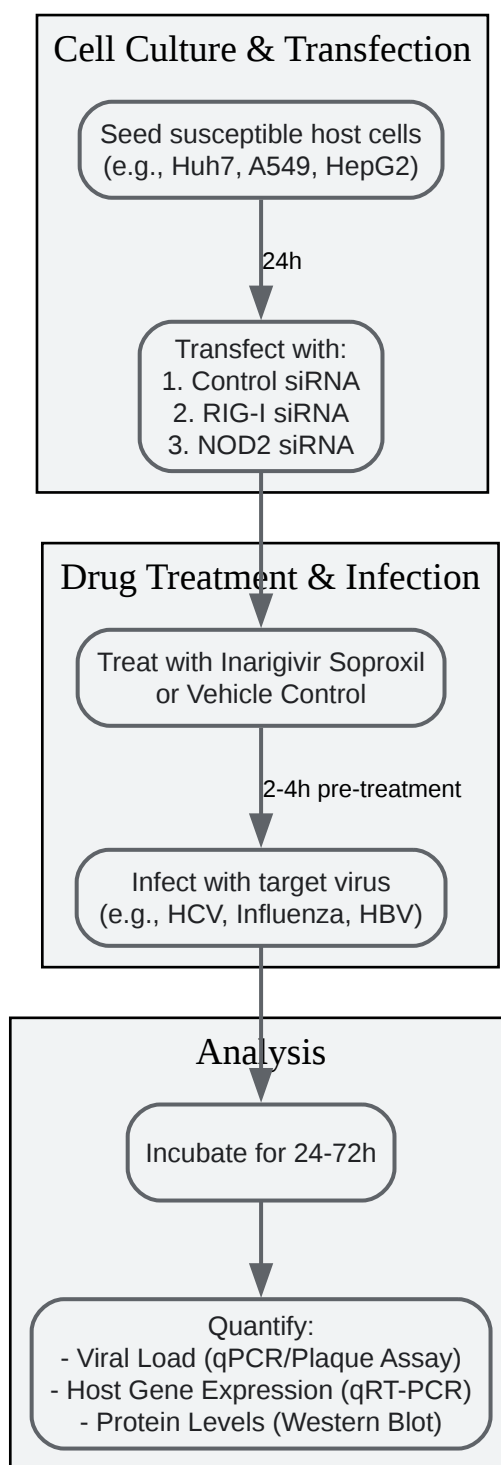 Cell Culture & Transfection
Seed susceptible host cells
(e.g., Huh7, A549, HepG2)
24h
Transfect with:
1. Control siRNA
2. RIG-I siRNA
3. NOD2 siRNA
Drug Treatment & Infection
Treat with Inarigivir Soproxil
or Vehicle Control
2-4h pre-treatment
Infect with target virus
(e.g., HCV, Influenza, HBV)
Analysis
Incubate for 24-72h
Quantify:
- Viral Load (qPCR/Plaque Assay)
- Host Gene Expression (qRT-PCR)
- Protein Levels (Western Blot)